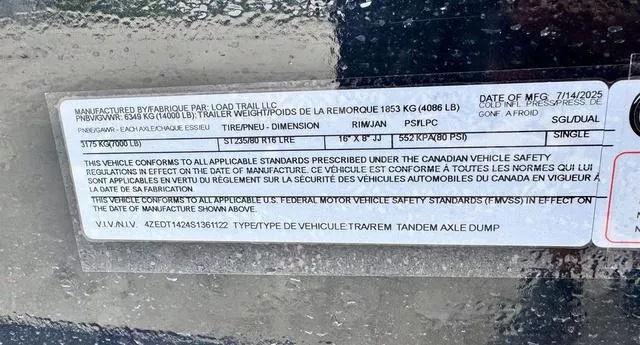 MANUFACTURED BY/FABRIQUE PAR: LOAD TRAIL LLC DATE OF MFG: 7/14/2025
PNBV/GVWR: 6349 KG (14000 LB); TRAILER WEIGHT/POIDS DE LA REMORQUE 1853 KG (4086 LB) COLD INFL. PRESS/PRESS. DE
GONF. A FROID
PNBE/GAWR - EACH AXLE/CHAQUE ESSIEU TIRE/PNEU - DIMENSION RIM/JAN PSI/LPC SGL/DUAL
3175 KG(7000 LB) ST235/80 R16 LRE 16" X 8" JJ 552 KPA(80 PSI) SINGLE
THIS VEHICLE CONFORMS TO ALL APPLICABLE STANDARDS PRESCRIBED UNDER THE CANADIAN VEHICLE SAFETY
REGULATIONS IN EFFECT ON THE DATE OF MANUFACTURE. CE VÉHICULE EST CONFORME À TOUTES LES NORMES QUI LUI
SONT APPLICABLES EN VERTU DU RÈGLEMENT SUR LA SÉCURITÉ DES VÉHICULES AUTOMOBILES DU CANADA EN VIGUEUR À
LA DATE DE SA FABRICATION.
THIS VEHICLE CONFORMS TO ALL APPLICABLE U.S. FEDERAL MOTOR VEHICLE SAFETY STANDARDS (FMVSS) IN EFFECT ON
THE DATE OF MANUFACTURE SHOWN ABOVE.
V.I.V./N.I.V. 4ZEDT1424S1361122 TYPE/TYPE DE VEHICULE:TRA/REM TANDEM AXLE DUMP